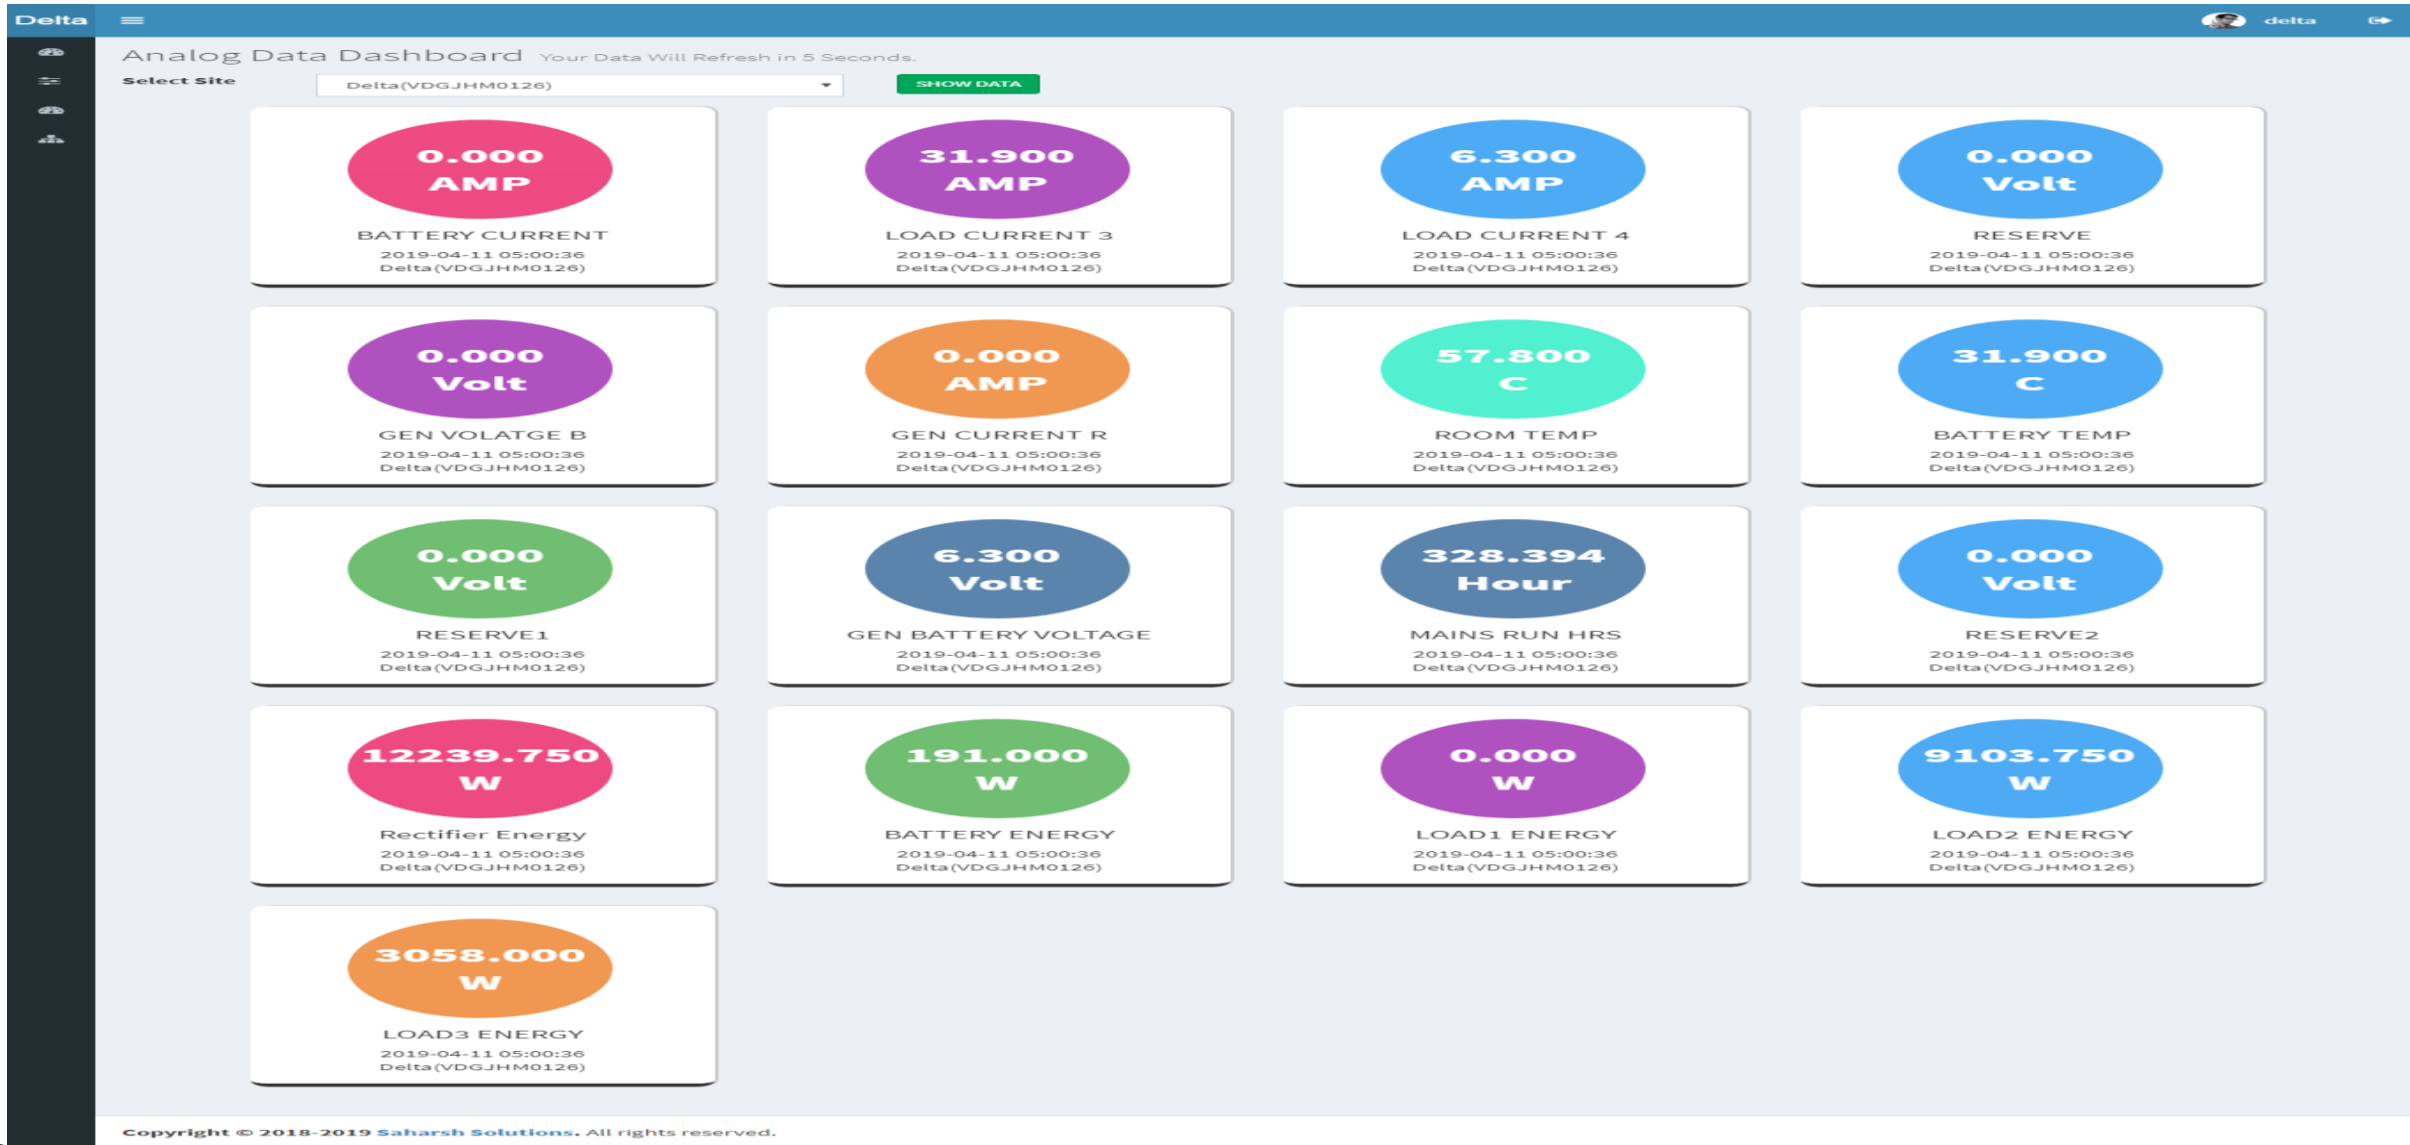 Delta
delta
Analog Data Dashboard Your Data Will Refresh in 5 Seconds.
Select Site
Delta(VDGJHM0126)
SHOW DATA
0.000
AMP
BATTERY CURRENT
2019-04-11 05:00:36
Delta(VDGJHM0126)
31.900
AMP
LOAD CURRENT 3
2019-04-11 05:00:36
Delta(VDGJHM0126)
6.300
AMP
LOAD CURRENT 4
2019-04-11 05:00:36
Delta(VDGJHM0126)
0.000
Volt
RESERVE
2019-04-11 05:00:36
Delta(VDGJHM0126)
0.000
Volt
GEN VOLATGE B
2019-04-11 05:00:36
Delta(VDGJHM0126)
0.000
AMP
GEN CURRENT R
2019-04-11 05:00:36
Delta(VDGJHM0126)
57.800
C
ROOM TEMP
2019-04-11 05:00:36
Delta(VDGJHM0126)
31.900
C
BATTERY TEMP
2019-04-11 05:00:36
Delta(VDGJHM0126)
0.000
Volt
RESERVE1
2019-04-11 05:00:36
Delta(VDGJHM0126)
6.300
Volt
GEN BATTERY VOLTAGE
2019-04-11 05:00:36
Delta(VDGJHM0126)
328.394
Hour
MAINS RUN HRS
2019-04-11 05:00:36
Delta(VDGJHM0126)
0.000
Volt
RESERVE2
2019-04-11 05:00:36
Delta(VDGJHM0126)
12239.750
W
Rectifier Energy
2019-04-11 05:00:36
Delta(VDGJHM0126)
191.000
W
BATTERY ENERGY
2019-04-11 05:00:36
Delta(VDGJHM0126)
0.000
W
LOAD1 ENERGY
2019-04-11 05:00:36
Delta(VDGJHM0126)
9103.750
W
LOAD2 ENERGY
2019-04-11 05:00:36
Delta(VDGJHM0126)
3058.000
W
LOAD3 ENERGY
2019-04-11 05:00:36
Delta(VDGJHM0126)
Copyright © 2018-2019 Saharsh Solutions. All rights reserved.